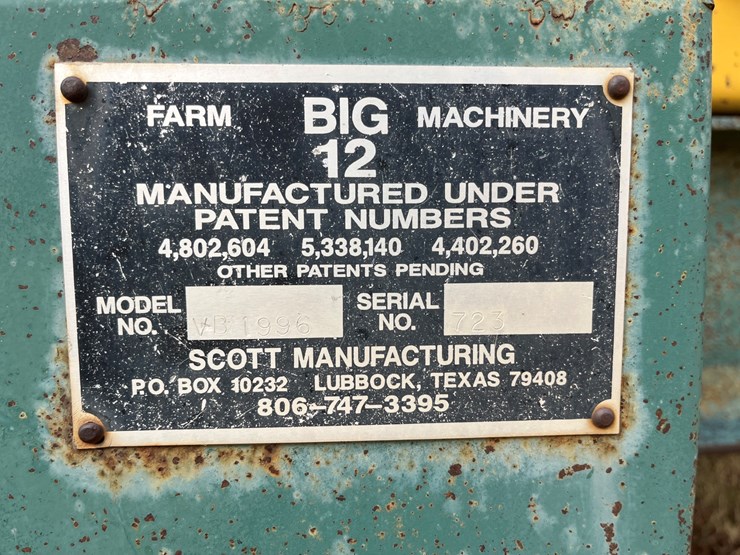 FARM BIG MACHINERY
12
MANUFACTURED UNDER
PATENT NUMBERS
4,802,604 5,338,140 4,402,260
OTHER PATENTS PENDING
MODEL NO. VB1996 SERIAL NO. 723
SCOTT MANUFACTURING
P.O. BOX 10232 LUBBOCK, TEXAS 79408
806-747-3395